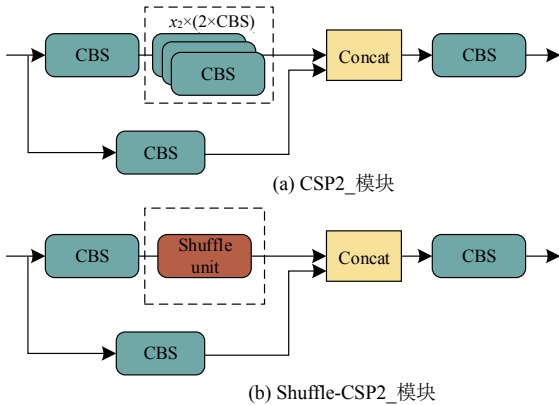 x₂×(2×CBS)
CBS
CBS
Concat
CBS
CBS
(a) CSP2_模块
CBS
Shuffle
unit
Concat
CBS
CBS
(b) Shuffle-CSP2_模块